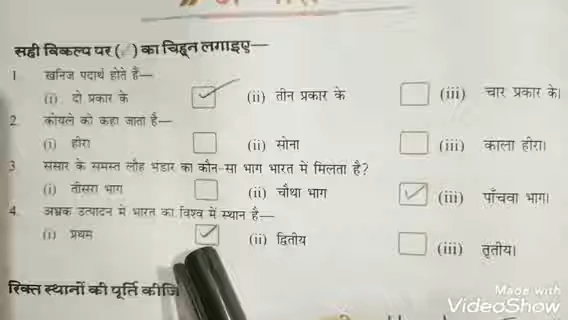 सही विकल्प पर (✓) का चिह्न लगाइए—
1 खनिज पदार्थ होते हैं—
(i) दो प्रकार के (ii) तीन प्रकार के (iii) चार प्रकार के।
2. कोयले को कहा जाता है—
(i) हीरा (ii) सोना (iii) काला हीरा।
3 संसार के समस्त लौह भंडार का कौन-सा भाग भारत में मिलता है?
(i) तीसरा भाग (ii) चौथा भाग (iii) पाँचवा भाग।
4. अभ्रक उत्पादन में भारत का विश्व में स्थान है—
(i) प्रथम (ii) द्वितीय (iii) तृतीय।
रिक्त स्थानों की पूर्ति कीजि
Made with
VideoShow